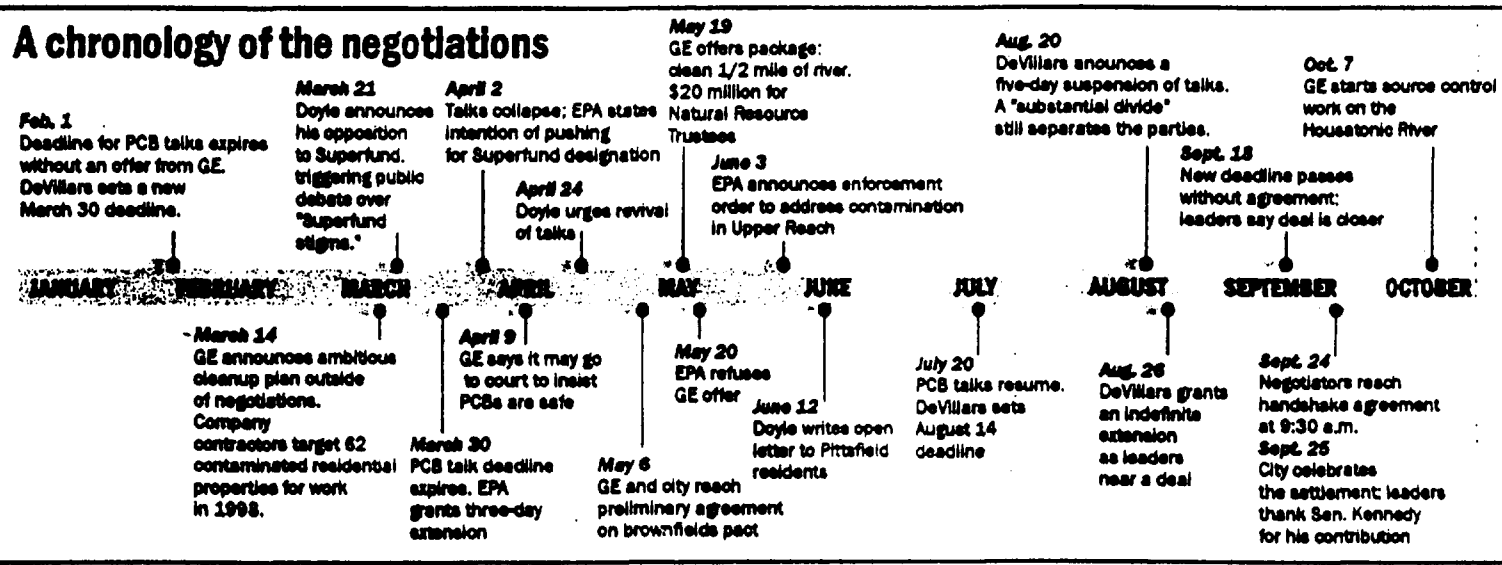 A chronology of the negotiations
Feb. 1
Deadline for PCB talks expires
without an offer from GE.
DeVillars sets a new
March 30 deadline.
March 21
Doyle announces
his opposition
to Superfund.
triggering public
debate over
"Superfund
stigma."
April 2
Talks collapse; EPA states
intention of pushing
for Superfund designation
April 24
Doyle urges revival
of talks
May 19
GE offers package:
clean 1/2 mile of river.
$20 million for
Natural Resource
Trustees
June 3
EPA announces enforcement
order to address contamination
in Upper Reach
Aug. 20
DeVillars anounces a
five-day suspension of talks.
A "substantial divide"
still separates the parties.
Sept. 18
New deadline passes
without agreement;
leaders say deal is closer
Oct. 7
GE starts source control
work on the
Housatonic River
JANUARY FEBRUARY MARCH APRIL MAY JUNE JULY AUGUST SEPTEMBER OCTOBER
March 14
GE announces ambitious
cleanup plan outside
of negotiations.
Company
contractors target 62
contaminated residential
properties for work
in 1998.
March 30
PCB talk deadline
expires. EPA
grants three-day
extension
April 9
GE says it may go
to court to insist
PCBs are safe
May 6
GE and city reach
preliminary agreement
on brownfields pact
May 20
EPA refuses
GE offer
June 12
Doyle writes open
letter to Pittsfield
residents
July 20
PCB talks resume.
DeVillars sets
August 14
deadline
Aug. 26
DeVillars grants
an indefinite
extension
as leaders
near a deal
Sept. 24
Negotiators reach
handshake agreement
at 9:30 a.m.
Sept. 25
City celebrates
the settlement; leaders
thank Sen. Kennedy
for his contribution